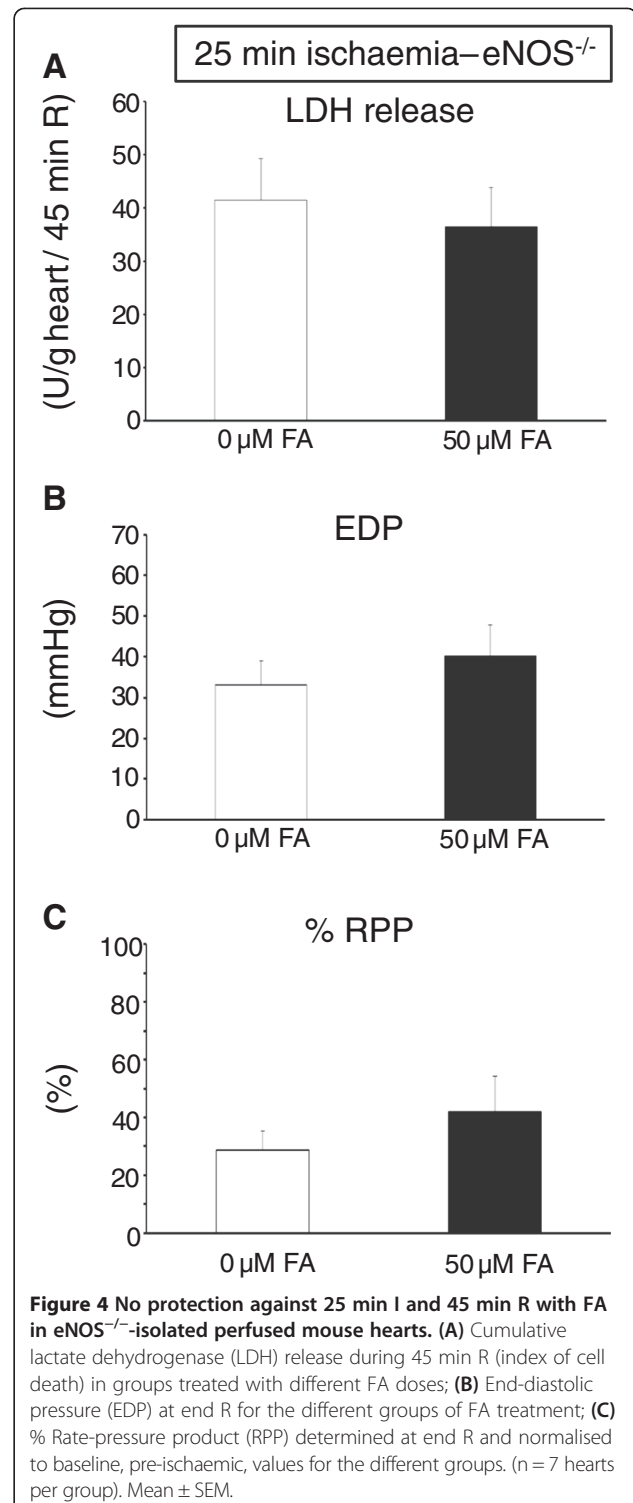 25 min ischaemia–eNOS-/-
A
LDH release
(U/gheart/ 45 min R)
60
50
40
30
20
10
0
0 µM FA
50 µM FA
B
EDP
(mmHg)
70
60
50
40
30
20
10
0
0 µM FA
50 µM FA
C
% RPP
(%)
100
80
60
40
20
0
0 µM FA
50 µM FA
Figure 4 No protection against 25 min I and 45 min R with FA
in eNOS−/−-isolated perfused mouse hearts. (A) Cumulative
lactate dehydrogenase (LDH) release during 45 min R (index of cell
death) in groups treated with different FA doses; (B) End-diastolic
pressure (EDP) at end R for the different groups of FA treatment; (C)
% Rate-pressure product (RPP) determined at end R and normalised
to baseline, pre-ischaemic, values for the different groups. (n = 7 hearts
per group). Mean ± SEM.